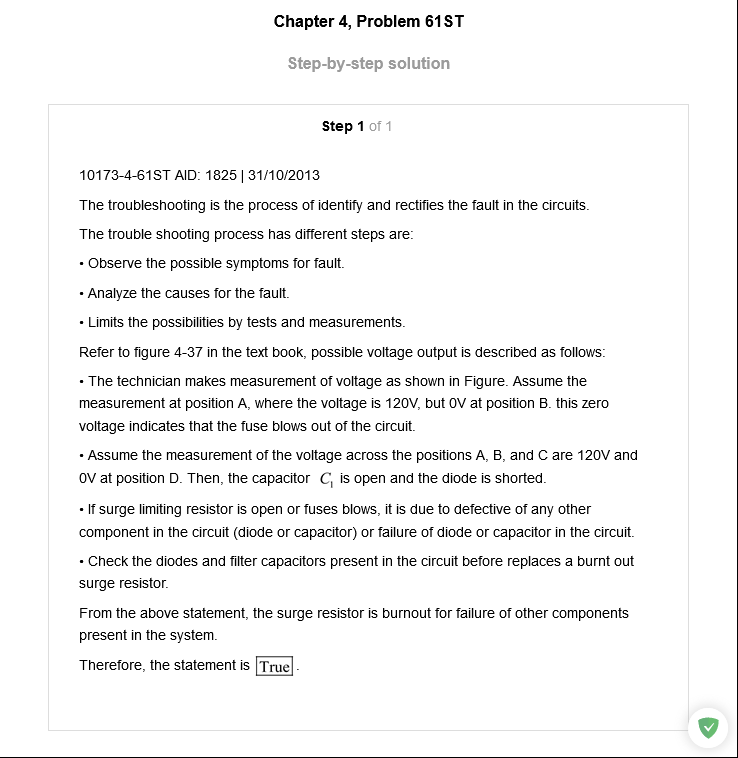 Chapter 4, Problem 61ST
Step-by-step solution
Step 1 of 1
10173-4-61ST AID: 1825 | 31/10/2013
The troubleshooting is the process of identify and rectifies the fault in the circuits.
The trouble shooting process has different steps are:
• Observe the possible symptoms for fault.
• Analyze the causes for the fault.
• Limits the possibilities by tests and measurements.
Refer to figure 4-37 in the text book, possible voltage output is described as follows:
• The technician makes measurement of voltage as shown in Figure. Assume the
measurement at position A, where the voltage is 120V, but 0V at position B. this zero
voltage indicates that the fuse blows out of the circuit.
• Assume the measurement of the voltage across the positions A, B, and C are 120V and
0V at position D. Then, the capacitor C₁ is open and the diode is shorted.
• If surge limiting resistor is open or fuses blows, it is due to defective of any other
component in the circuit (diode or capacitor) or failure of diode or capacitor in the circuit.
• Check the diodes and filter capacitors present in the circuit before replaces a burnt out
surge resistor.
From the above statement, the surge resistor is burnout for failure of other components
present in the system.
Therefore, the statement is True .